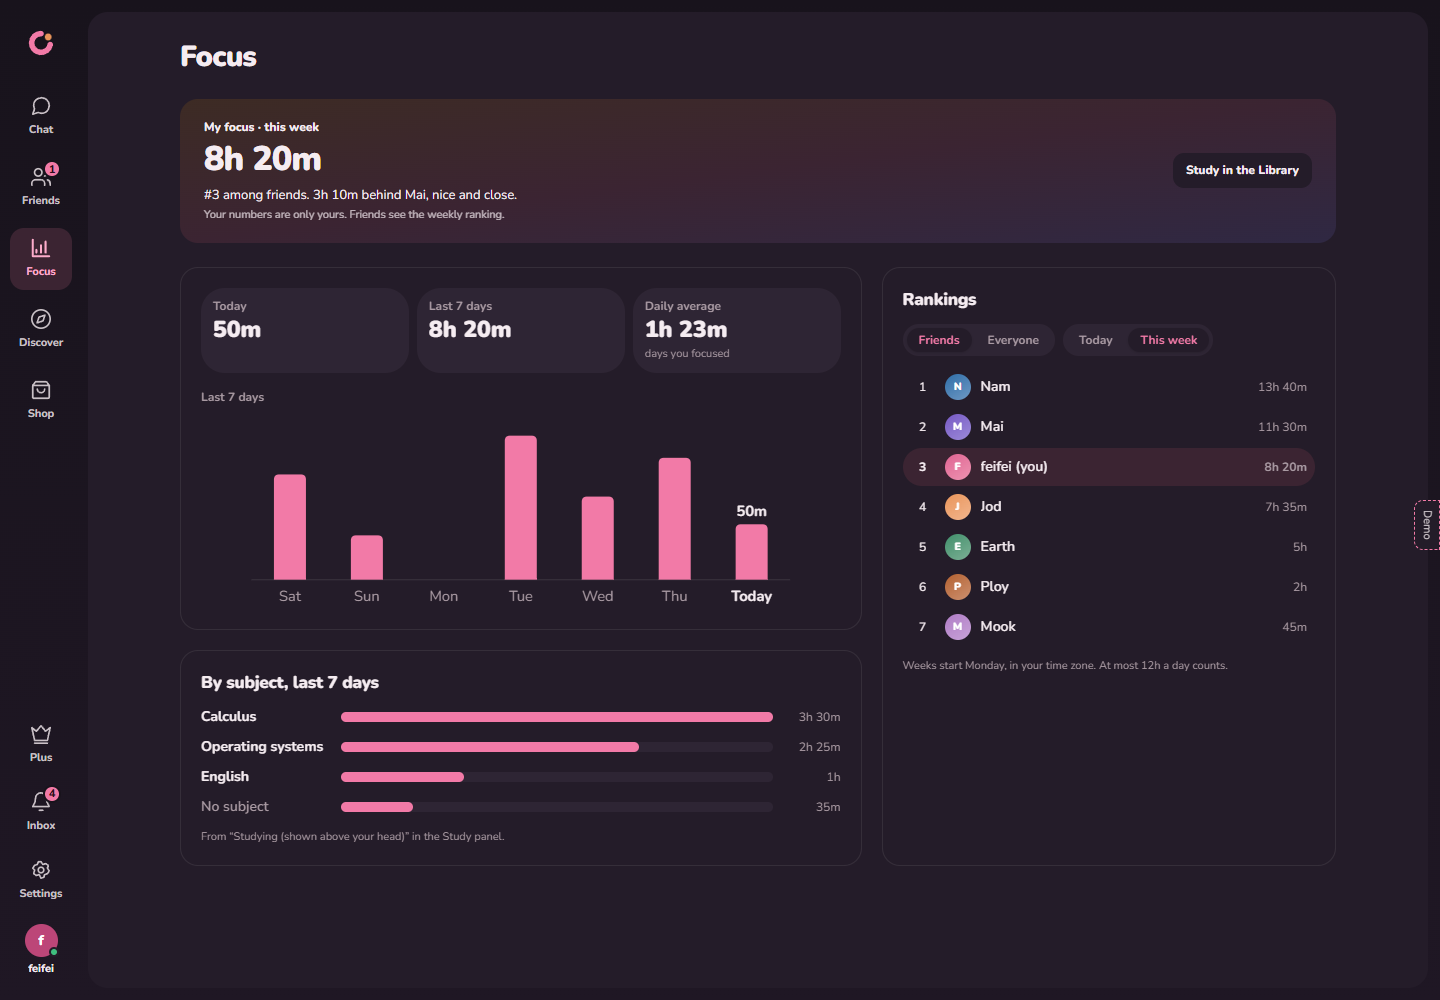 Focus
Chat
1
Friends
Focus
Discover
Shop
Plus
4
Inbox
Settings
f
feifei
My focus · this week
8h 20m
#3 among friends. 3h 10m behind Mai, nice and close.
Your numbers are only yours. Friends see the weekly ranking.
Study in the Library
Today
50m
Last 7 days
8h 20m
Daily average
1h 23m
days you focused
Last 7 days
50m
Sat Sun Mon Tue Wed Thu Today
By subject, last 7 days
Calculus 3h 30m
Operating systems 2h 25m
English 1h
No subject 35m
From “Studying (shown above your head)” in the Study panel.
Rankings
Friends Everyone Today This week
1 N Nam 13h 40m
2 M Mai 11h 30m
3 F feifei (you) 8h 20m
4 J Jod 7h 35m
5 E Earth 5h
6 P Ploy 2h
7 M Mook 45m
Weeks start Monday, in your time zone. At most 12h a day counts.
Demo